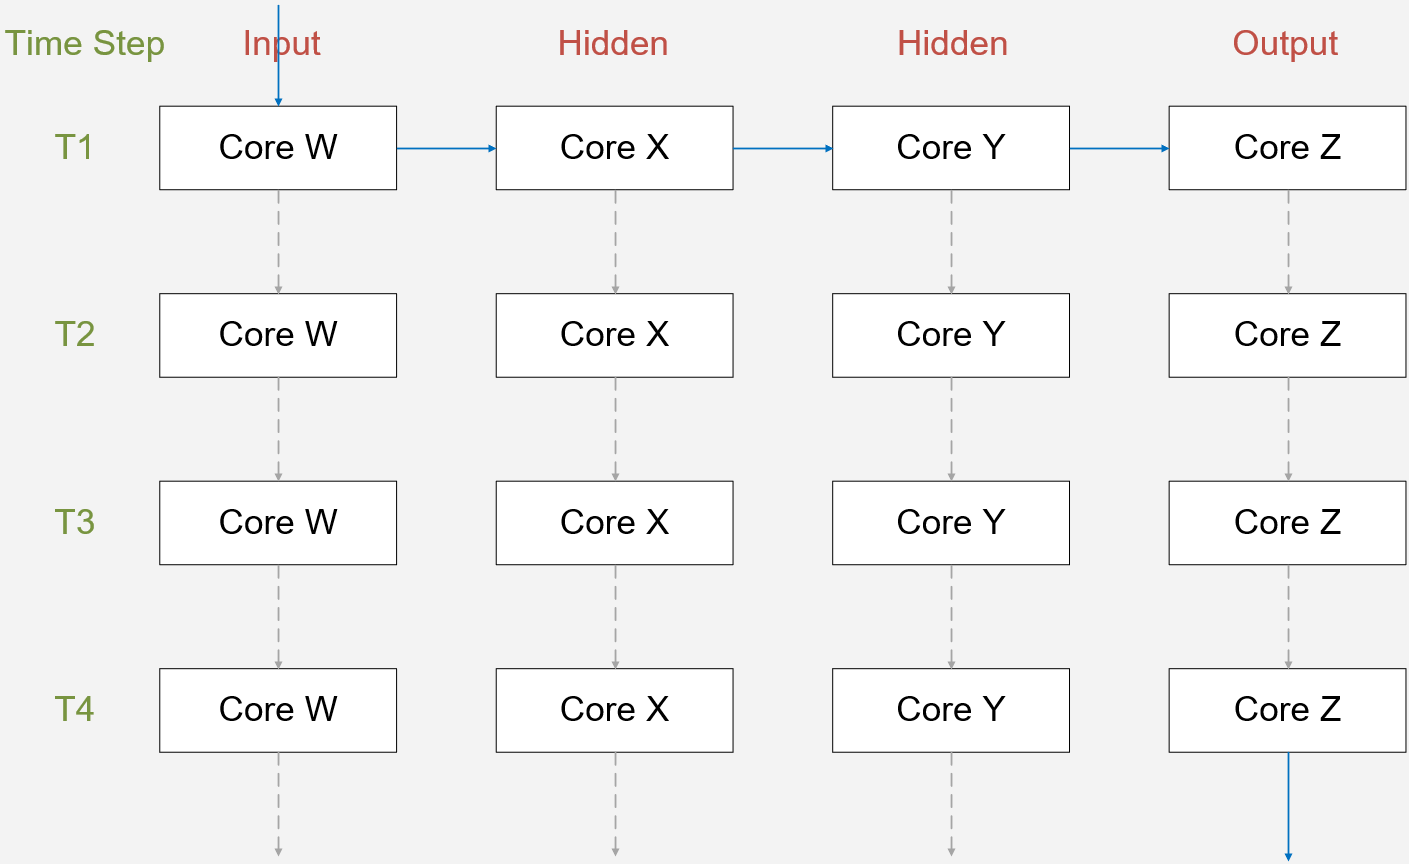 Time Step Input Hidden Hidden Output
T1 Core W Core X Core Y Core Z
T2 Core W Core X Core Y Core Z
T3 Core W Core X Core Y Core Z
T4 Core W Core X Core Y Core Z